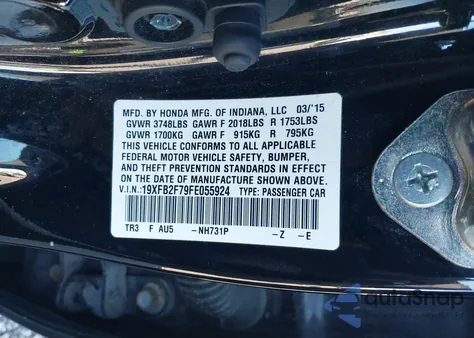 MFD. BY HONDA MFG. OF INDIANA, LLC 03/'15
GVWR 3748LBS GAWR F 2018LBS R 1753LBS
GVWR 1700KG GAWR F 915KG R 795KG
THIS VEHICLE CONFORMS TO ALL APPLICABLE
FEDERAL MOTOR VEHICLE SAFETY, BUMPER,
AND THEFT PREVENTION STANDARDS IN EFFECT
ON THE DATE OF MANUFACTURE SHOWN ABOVE.
V.I.N.:19XFB2F79FE055924 TYPE: PASSENGER CAR
TR3 F AU5 -NH731P -Z -E
autosnap